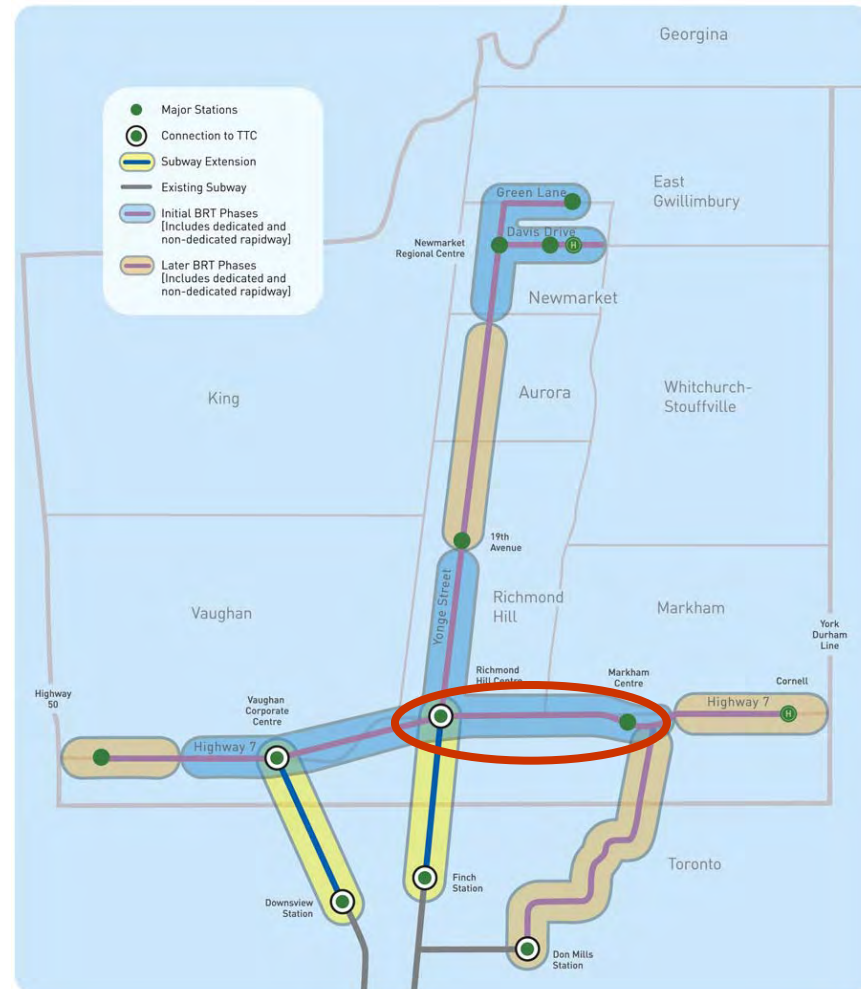 Georgina
Major Stations
Connection to TTC
Subway Extension
Existing Subway
Initial BRT Phases
[Includes dedicated and
non-dedicated rapidway]
Later BRT Phases
[Includes dedicated and
non-dedicated rapidway]
East
Gwillimbury
Green Lane
Davis Drive
H
Newmarket
Regional Centre
Newmarket
King
Aurora
Whitchurch-
Stouffville
19th
Avenue
Yonge Street
Vaughan
Richmond
Hill
Markham
York
Durham
Line
Highway
50
Vaughan
Corporate
Centre
Richmond
Hill Centre
Markham
Centre
Cornell
Highway 7
Highway 7
H
Toronto
Finch
Station
Downsview
Station
Don Mills
Station